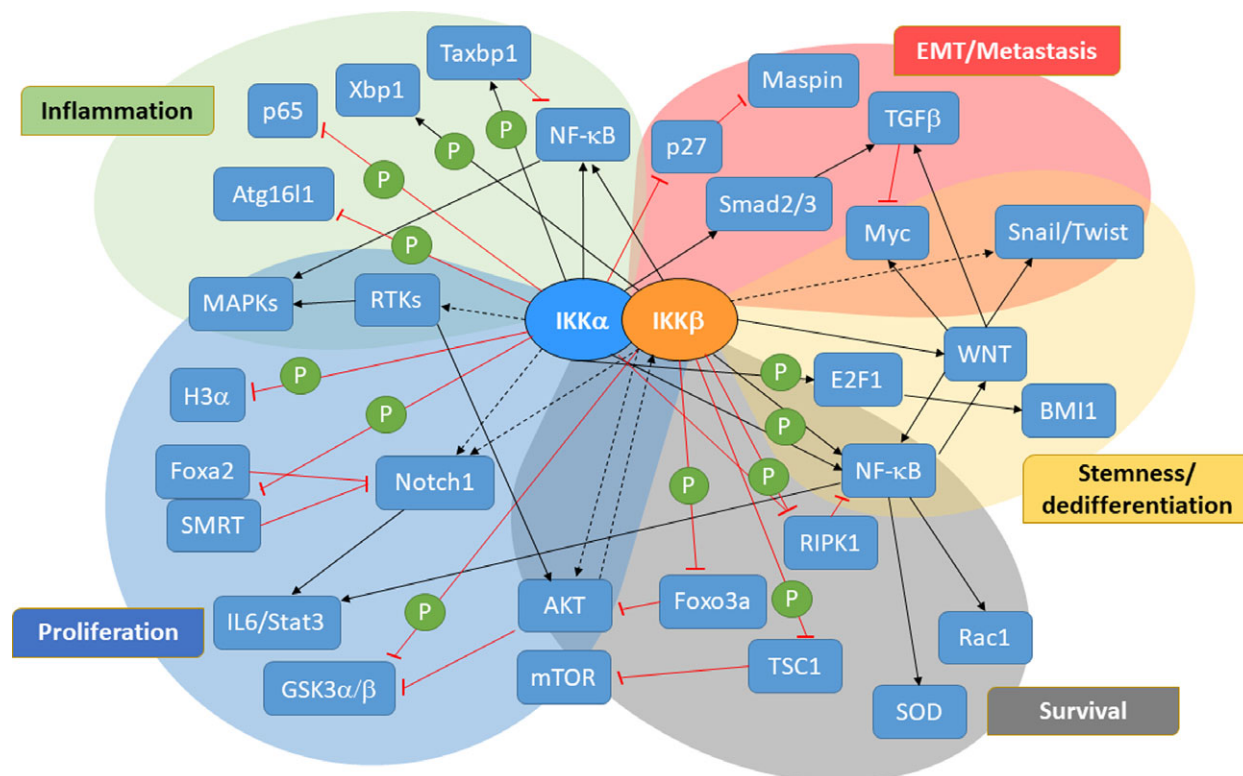 Taxbp1
EMT/Metastasis
Xbp1
Maspin
Inflammation
p65
TGFβ
P
NF-κB
p27
P
P
Atg16l1
Smad2/3
Myc
Snail/Twist
P
MAPKs
RTKs
IKKα
IKKβ
WNT
P
P
E2F1
H3α
BMI1
P
P
Foxa2
Notch1
NF-κB
Stemness/
dedifferentiation
P
P
SMRT
RIPK1
AKT
Foxo3a
P
IL6/Stat3
P
Proliferation
Rac1
mTOR
TSC1
GSK3α/β
SOD
Survival